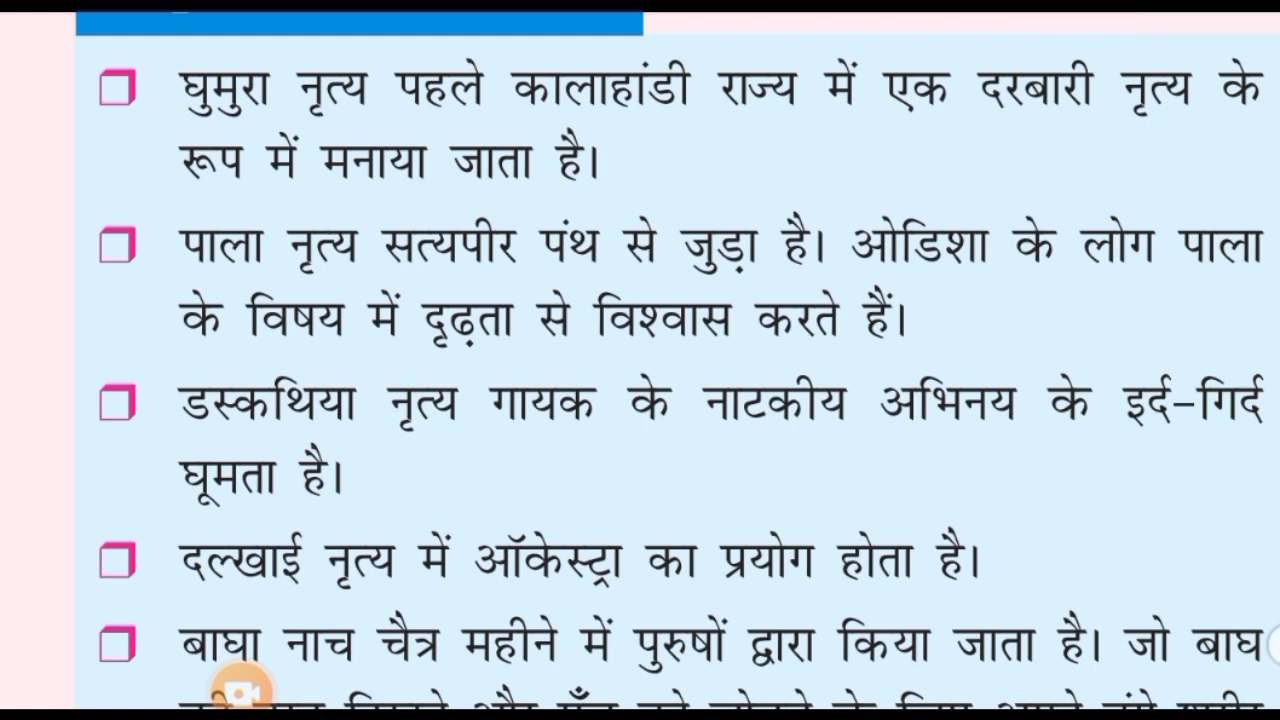 घुमुरा नृत्य पहले कालाहांडी राज्य में एक दरबारी नृत्य के
रूप में मनाया जाता है।
पाला नृत्य सत्यपीर पंथ से जुड़ा है। ओडिशा के लोग पाला
के विषय में दृढ़ता से विश्वास करते हैं।
डस्कथिया नृत्य गायक के नाटकीय अभिनय के इर्द-गिर्द
घूमता है।
दल्खाई नृत्य में ऑकेस्ट्रा का प्रयोग होता है।
बाघा नाच चैत्र महीने में पुरुषों द्वारा किया जाता है। जो बाघ